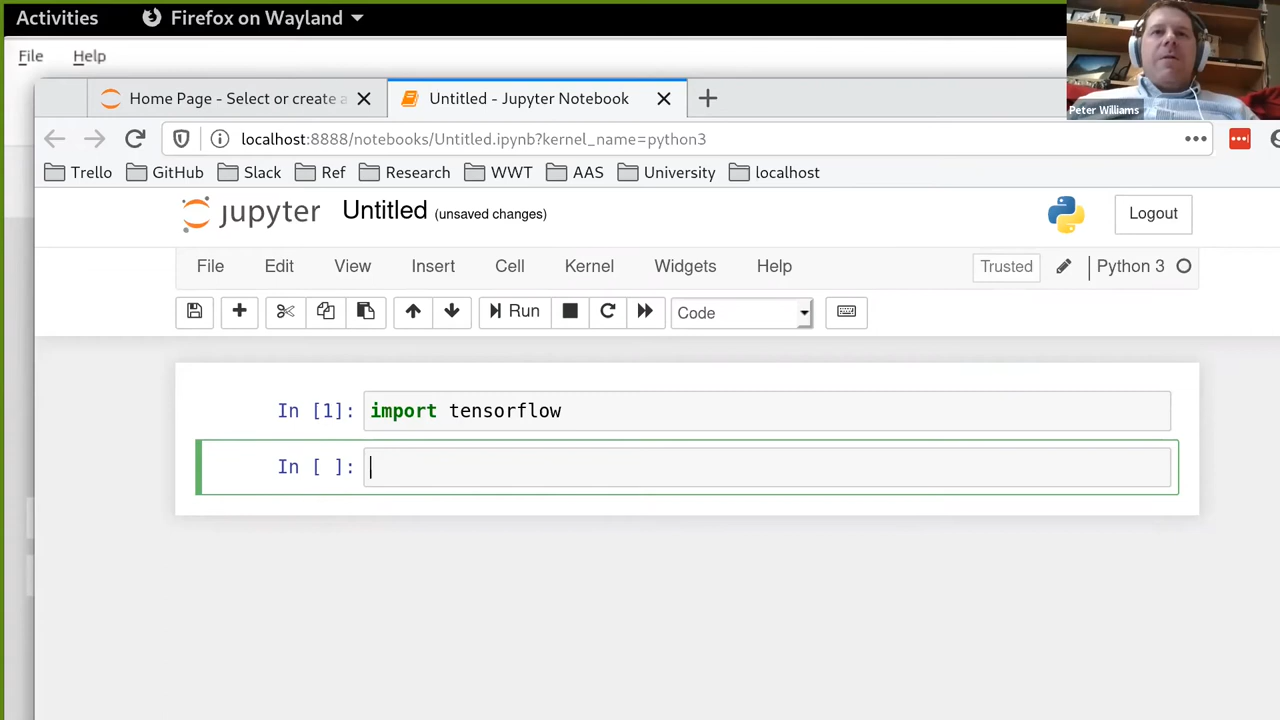 Activities Firefox on Wayland
File Help
Home Page - Select or create a Untitled - Jupyter Notebook
Peter Williams
localhost:8888/notebooks/Untitled.ipynb?kernel_name=python3
Trello GitHub Slack Ref Research WWT AAS University localhost
jupyter Untitled (unsaved changes) Logout
File Edit View Insert Cell Kernel Widgets Help Trusted Python 3
Run Code
In [1]: import tensorflow
In [ ]: